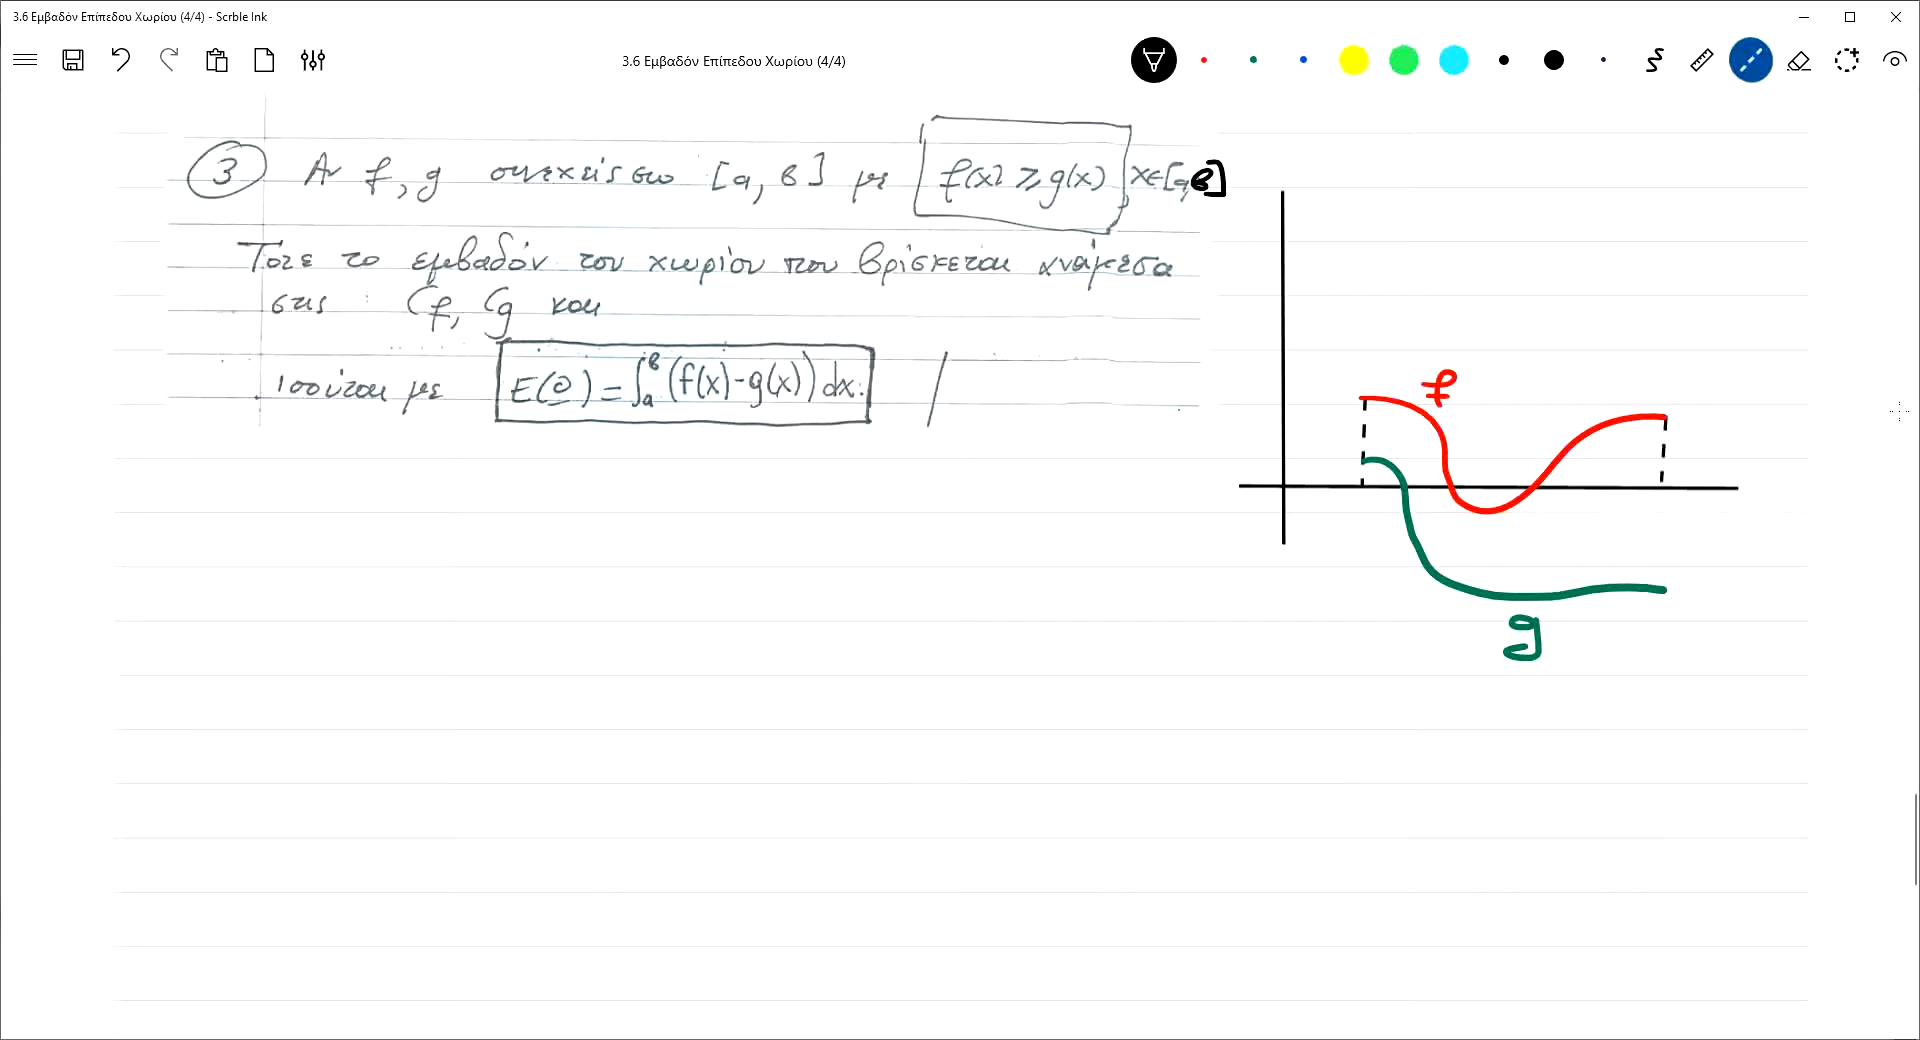 3.6 Εμβαδόν Επίπεδου Χωρίου (4/4) - Scrble Ink
3.6 Εμβαδόν Επίπεδου Χωρίου (4/4)
3 Αν f, g συνεχείς στο [α, β] με f(x) ≥ g(x), x∈[α,β]
Τότε το εμβαδόν του χωρίου που βρίσκεται ανάμεσα
στις Cf, Cg και
ισούται με E(Ω) = ∫_α^β (f(x)-g(x)) dx.
f
g